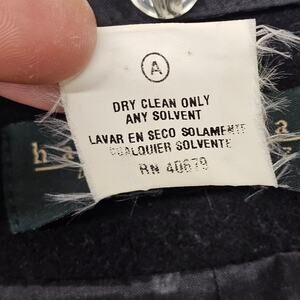 A
DRY CLEAN ONLY
ANY SOLVENT
LAVAR EN SECO SOLAMENTE
CUALQUIER SOLVENTE
RN 40679